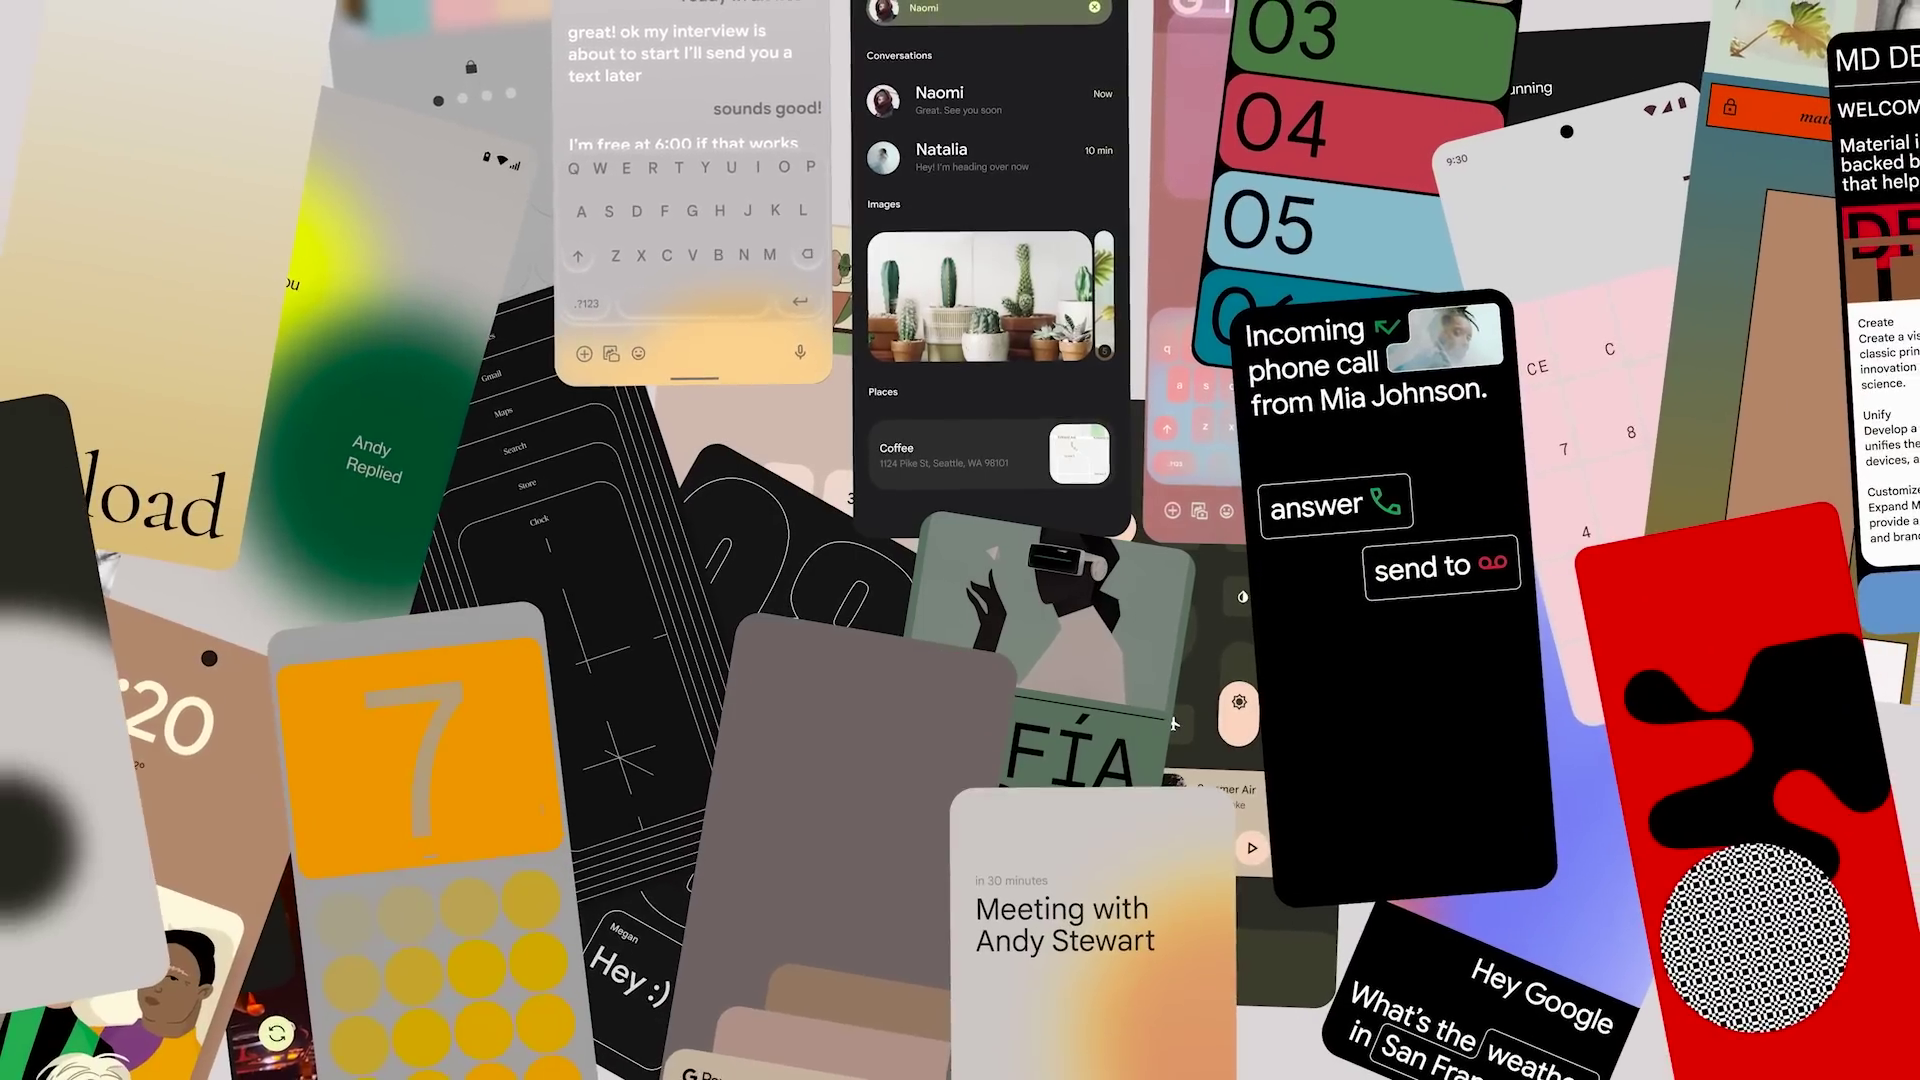 great! ok my interview is
about to start I'll send you a
text later
sounds good!
I'm free at 6:00 if that works
Q W E R T Y U I O P
A S D F G H J K L
Z X C V B N M
.?123
Naomi
Conversations
Naomi
Now
Great. See you soon
Natalia
10 min
Hey! I'm heading over now
Images
5
Places
Coffee
1124 Pike St, Seattle, WA 98101
03
04
05
9:30
CE
C
7
8
4
MD DE
WELCOM
Material i
backed b
that help
Create
Create a vis
classic prin
innovation
science.
Unify
Develop a
unifies the
devices, a
Customize
Expand M
provide a
and bran
load
Andy
Replied
Gmail
Maps
Search
Store
Clock
q
a s
z x
?123
Incoming
phone call
from Mia Johnson.
answer
send to
:20
7
FÍA
in 30 minutes
Meeting with
Andy Stewart
Megan
Hey :)
Hey Google
What's the
in San Fran